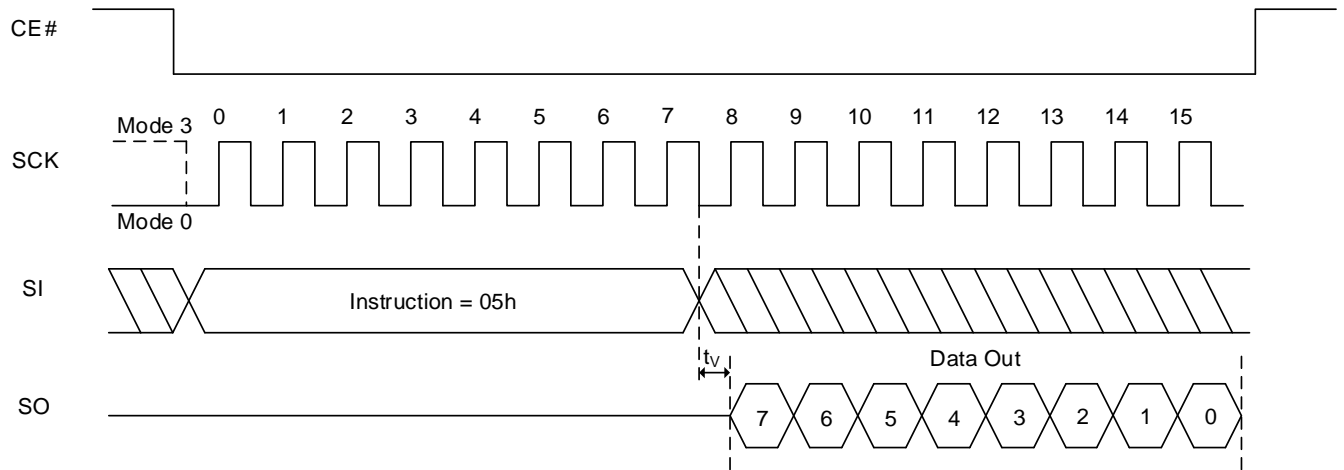 CE#
Mode 3
0 1 2 3 4 5 6 7 8 9 10 11 12 13 14 15
SCK
Mode 0
SI
Instruction = 05h
tV
Data Out
SO
7 6 5 4 3 2 1 0